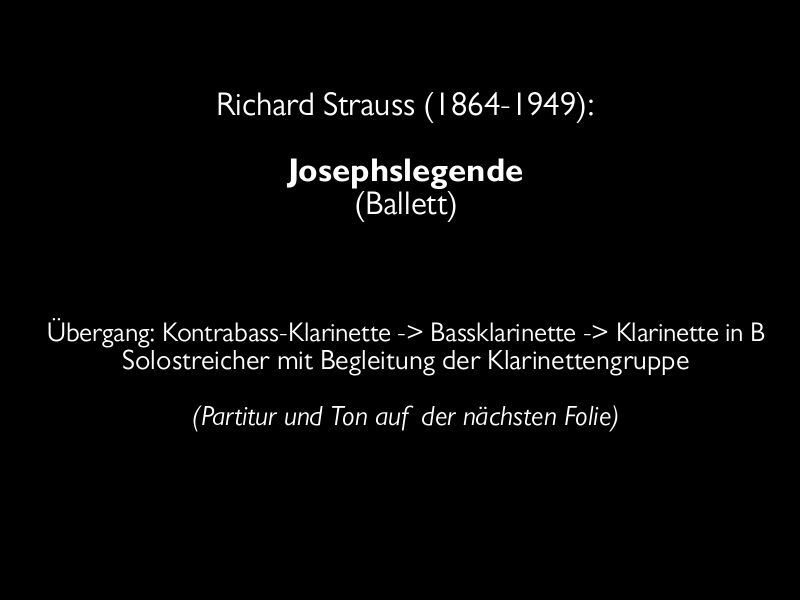 Richard Strauss (1864-1949):
Josephslegende
(Ballett)
Übergang: Kontrabass-Klarinette -> Bassklarinette -> Klarinette in B
Solostreicher mit Begleitung der Klarinettengruppe
(Partitur und Ton auf der nächsten Folie)